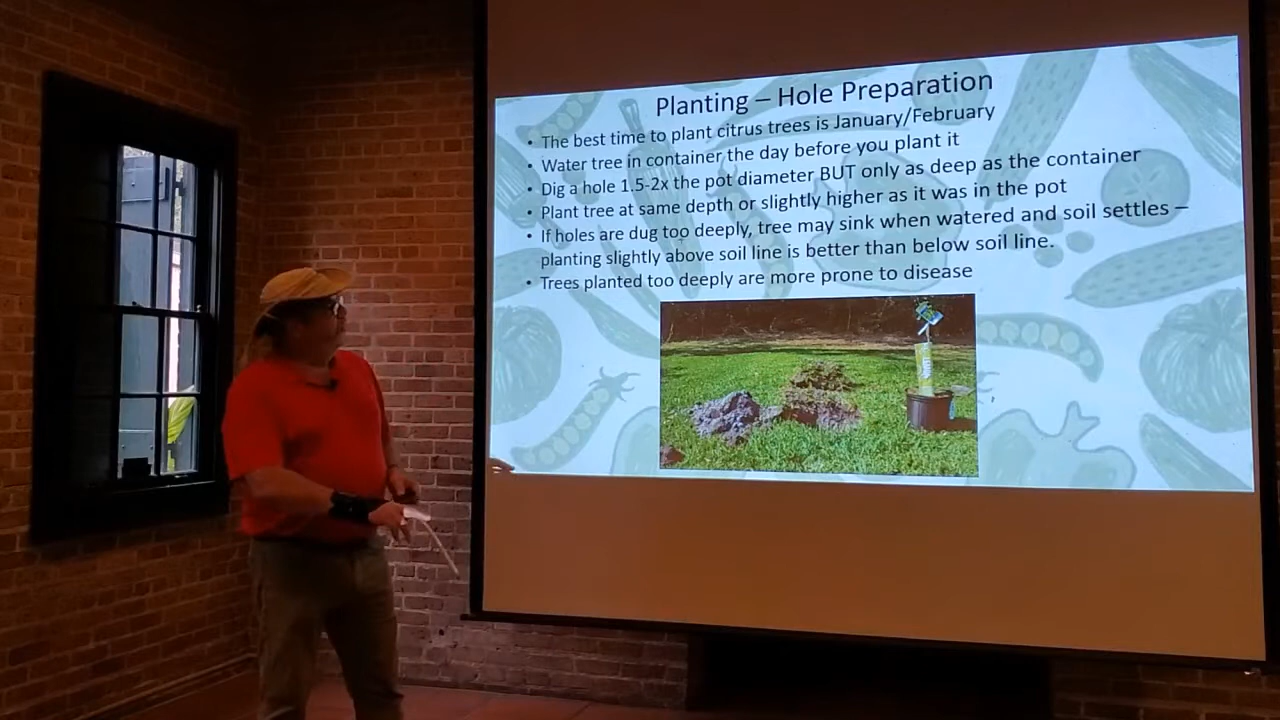 Planting – Hole Preparation
• The best time to plant citrus trees is January/February
• Water tree in container the day before you plant it
• Dig a hole 1.5-2x the pot diameter BUT only as deep as the container
• Plant tree at same depth or slightly higher as it was in the pot
• If holes are dug too deeply, tree may sink when watered and soil settles –
planting slightly above soil line is better than below soil line.
• Trees planted too deeply are more prone to disease